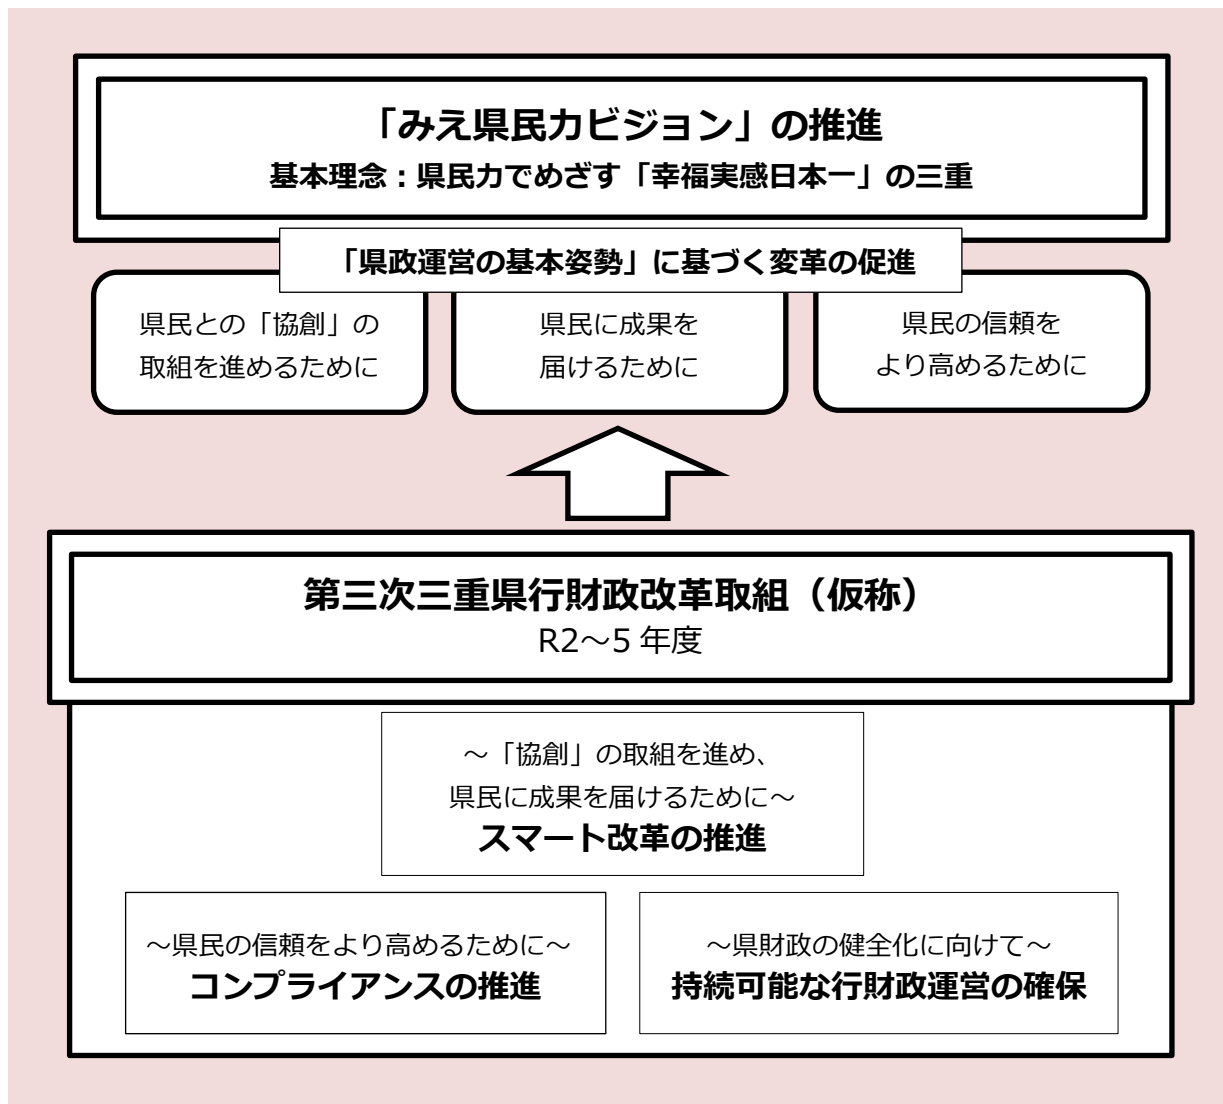 「みえ県民力ビジョン」の推進
基本理念：県民力でめざす「幸福実感日本一」の三重
「県政運営の基本姿勢」に基づく変革の促進
県民との「協創」の
取組を進めるために
県民に成果を
届けるために
県民の信頼を
より高めるために
第三次三重県行財政改革取組（仮称）
R2～5 年度
～「協創」の取組を進め、
県民に成果を届けるために～
スマート改革の推進
～県民の信頼をより高めるために～
コンプライアンスの推進
～県財政の健全化に向けて～
持続可能な行財政運営の確保